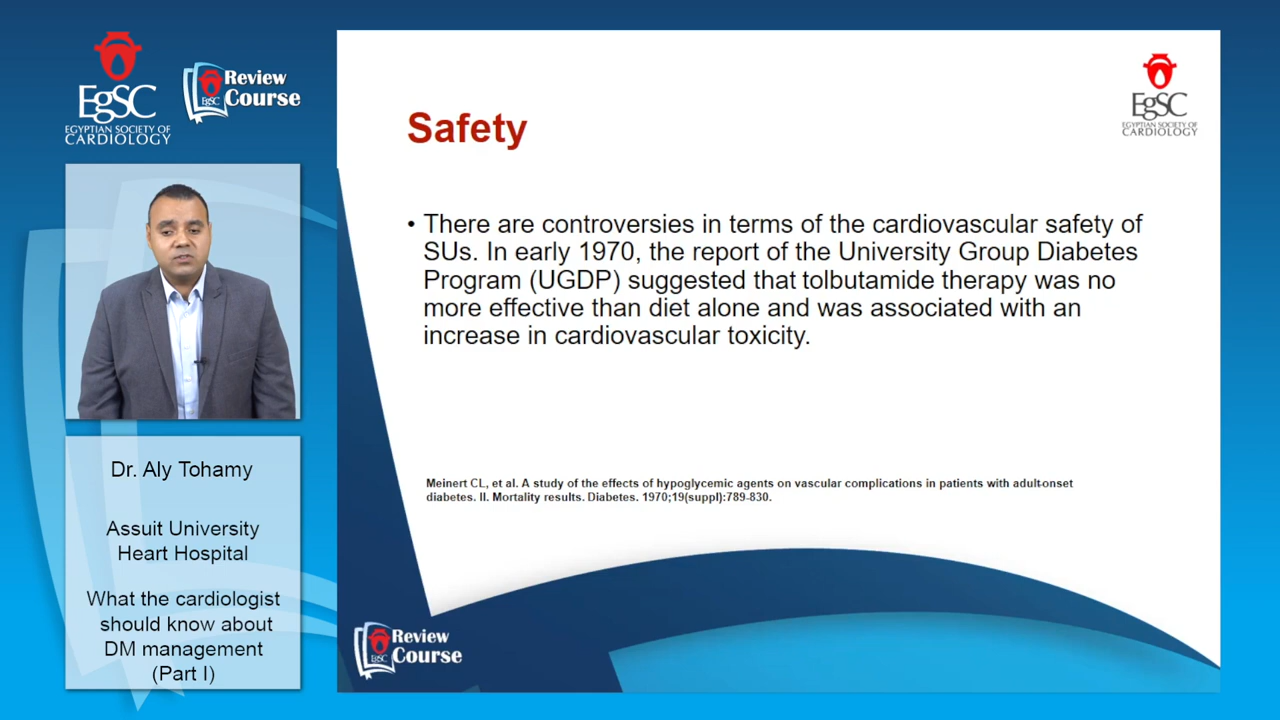 EgSC
EGYPTIAN SOCIETY OF
CARDIOLOGY
EgSC
Review
Course
Dr. Aly Tohamy
Assuit University
Heart Hospital
What the cardiologist
should know about
DM management
(Part I)
EgSC
EGYPTIAN SOCIETY OF
CARDIOLOGY
Safety
• There are controversies in terms of the cardiovascular safety of
SUs. In early 1970, the report of the University Group Diabetes
Program (UGDP) suggested that tolbutamide therapy was no
more effective than diet alone and was associated with an
increase in cardiovascular toxicity.
Meinert CL, et al. A study of the effects of hypoglycemic agents on vascular complications in patients with adult-onset
diabetes. II. Mortality results. Diabetes. 1970;19(suppl):789-830.
EgSC
Review
Course